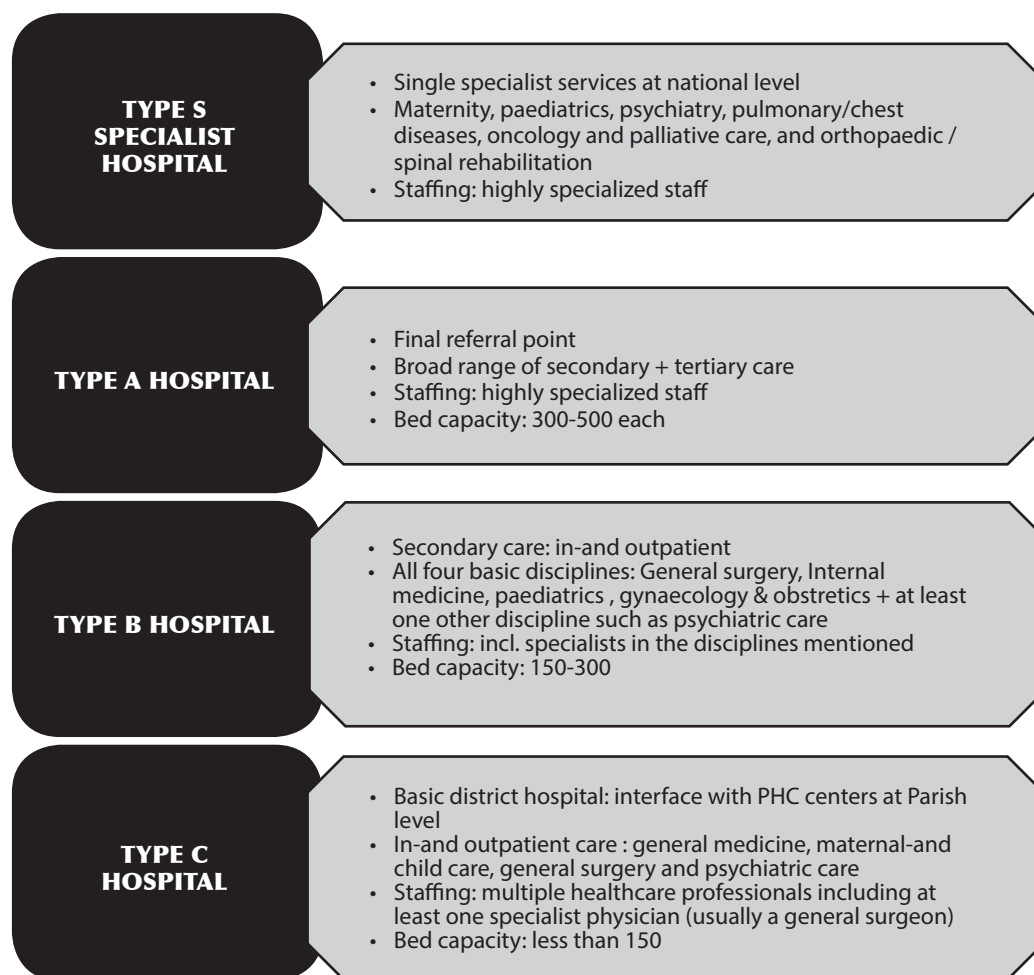 TYPE S
SPECIALIST
HOSPITAL
• Single specialist services at national level
• Maternity, paediatrics, psychiatry, pulmonary/chest
diseases, oncology and palliative care, and orthopaedic /
spinal rehabilitation
• Staffing: highly specialized staff
TYPE A HOSPITAL
• Final referral point
• Broad range of secondary + tertiary care
• Staffing: highly specialized staff
• Bed capacity: 300-500 each
TYPE B HOSPITAL
• Secondary care: in-and outpatient
• All four basic disciplines: General surgery, Internal
medicine, paediatrics , gynaecology & obstretics + at least
one other discipline such as psychiatric care
• Staffing: incl. specialists in the disciplines mentioned
• Bed capacity: 150-300
TYPE C
HOSPITAL
• Basic district hospital: interface with PHC centers at Parish
level
• In-and outpatient care : general medicine, maternal-and
child care, general surgery and psychiatric care
• Staffing: multiple healthcare professionals including at
least one specialist physician (usually a general surgeon)
• Bed capacity: less than 150